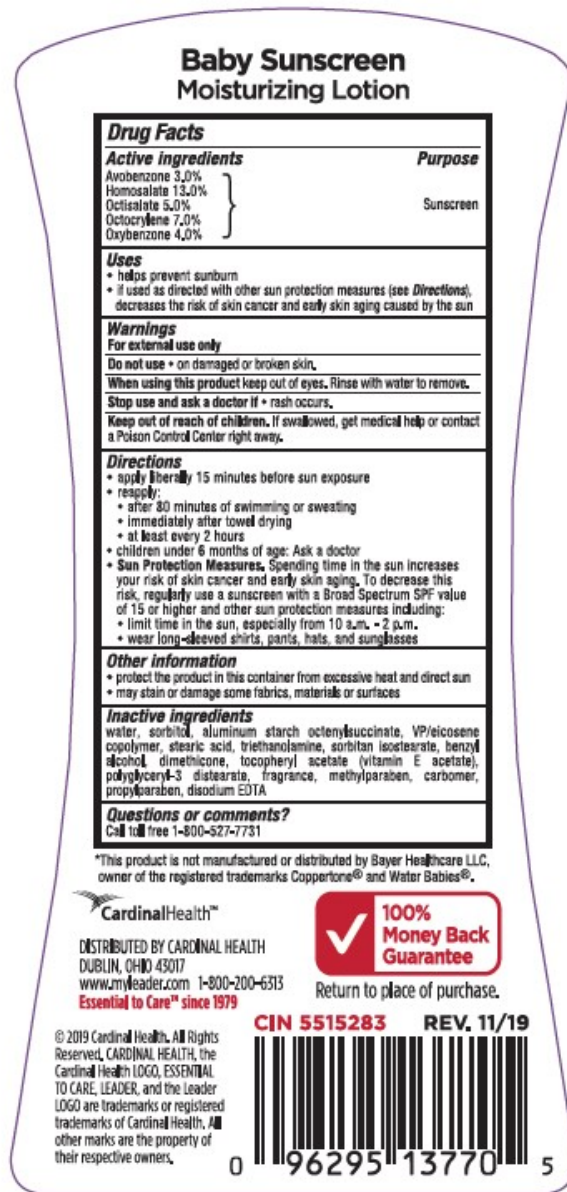 Baby Sunscreen
Moisturizing Lotion
Drug Facts
Active ingredients Purpose
Avobenzone 3.0%
Homosalate 13.0%
Octisalate 5.0% Sunscreen
Octocrylene 7.0%
Oxybenzone 4.0%
Uses
• helps prevent sunburn
• if used as directed with other sun protection measures (see Directions),
decreases the risk of skin cancer and early skin aging caused by the sun
Warnings
For external use only
Do not use • on damaged or broken skin.
When using this product keep out of eyes. Rinse with water to remove.
Stop use and ask a doctor if • rash occurs.
Keep out of reach of children. If swallowed, get medical help or contact
a Poison Control Center right away.
Directions
• apply liberally 15 minutes before sun exposure
• reapply:
• after 80 minutes of swimming or sweating
• immediately after towel drying
• at least every 2 hours
• children under 6 months of age: Ask a doctor
• Sun Protection Measures. Spending time in the sun increases
your risk of skin cancer and early skin aging. To decrease this
risk, regularly use a sunscreen with a Broad Spectrum SPF value
of 15 or higher and other sun protection measures including:
• limit time in the sun, especially from 10 a.m. - 2 p.m.
• wear long-sleeved shirts, pants, hats, and sunglasses
Other information
• protect the product in this container from excessive heat and direct sun
• may stain or damage some fabrics, materials or surfaces
Inactive ingredients
water, sorbitol, aluminum starch octenylsuccinate, VP/eicosene
copolymer, stearic acid, triethanolamine, sorbitan isostearate, benzyl
alcohol, dimethicone, tocopheryl acetate (vitamin E acetate),
polyglyceryl-3 distearate, fragrance, methylparaben, carbomer,
propylparaben, disodium EDTA
Questions or comments?
Call toll free 1-800-527-7731
*This product is not manufactured or distributed by Bayer Healthcare LLC,
owner of the registered trademarks Coppertone® and Water Babies®.
CardinalHealth™
DISTRIBUTED BY CARDINAL HEALTH
DUBLIN, OHIO 43017
www.myleader.com 1-800-200-6313
Essential to Care™ since 1979
100%
Money Back
Guarantee
Return to place of purchase.
© 2019 Cardinal Health. All Rights
Reserved. CARDINAL HEALTH, the
Cardinal Health LOGO, ESSENTIAL
TO CARE, LEADER, and the Leader
LOGO are trademarks or registered
trademarks of Cardinal Health. All
other marks are the property of
their respective owners.
CIN 5515283 REV. 11/19
0 96295 13770 5